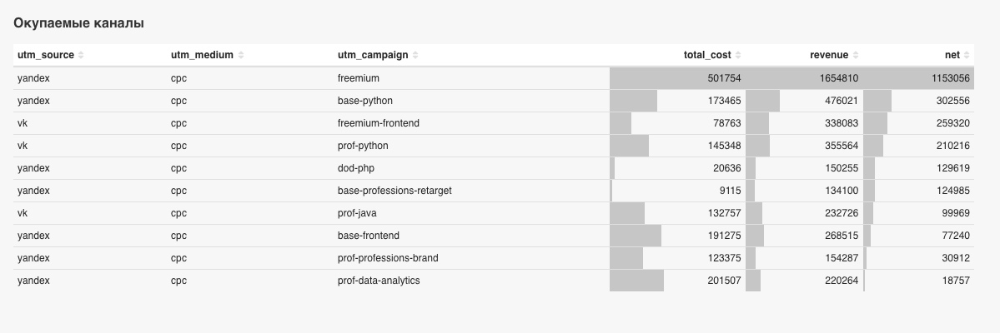 Окупаемые каналы
utm_source utm_medium utm_campaign total_cost revenue net
yandex cpc freemium 501754 1654810 1153056
yandex cpc base-python 173465 476021 302556
vk cpc freemium-frontend 78763 338083 259320
vk cpc prof-python 145348 355564 210216
yandex cpc dod-php 20636 150255 129619
yandex cpc base-professions-retarget 9115 134100 124985
vk cpc prof-java 132757 232726 99969
yandex cpc base-frontend 191275 268515 77240
yandex cpc prof-professions-brand 123375 154287 30912
yandex cpc prof-data-analytics 201507 220264 18757